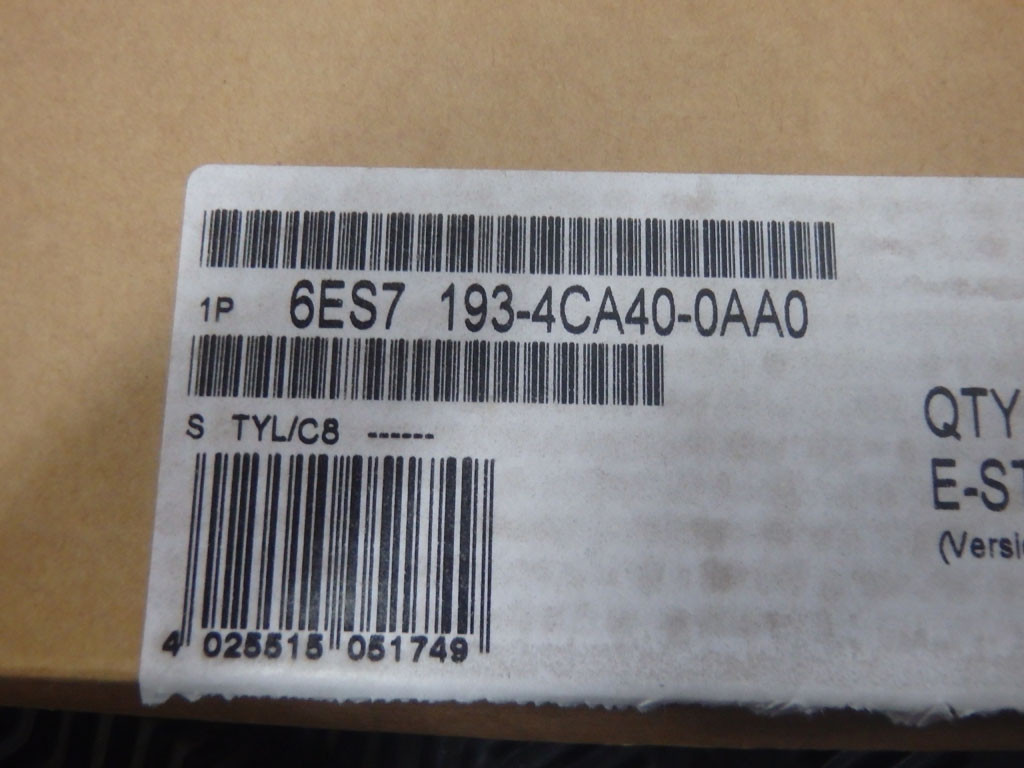 1P 6ES7 193-4CA40-0AA0
S TYL/C8 ------
QTY
E-ST
(Versi
4 025515 051749